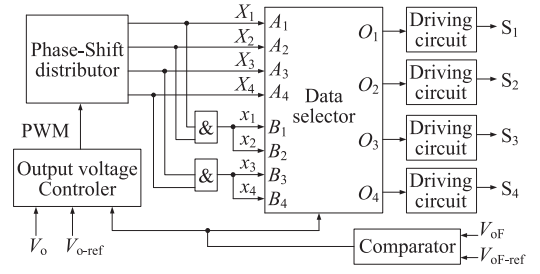 X₁ A₁ O₁ Driving circuit S₁
Phase-Shift distributor
X₂ A₂
X₃ A₃ O₂ Driving circuit S₂
X₄ A₄
Data selector
PWM & x₁ B₁ O₃ Driving circuit S₃
x₂ B₂
Output voltage Controler
& x₃ B₃ O₄ Driving circuit S₄
x₄ B₄
Vₒ Vₒ₋ref
Comparator VₒF
VₒF-ref